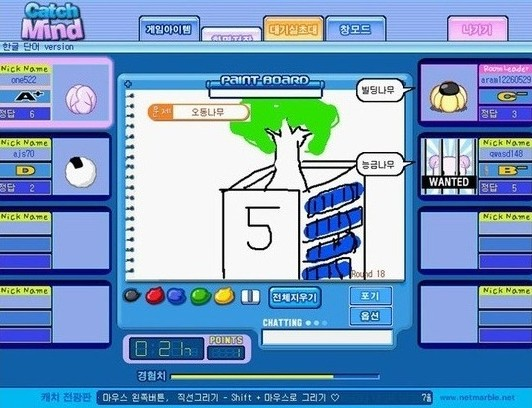 Catch Mind
한글 단어 version
게임아이템
대기실초대
창모드
나가기
PAINT-BOARD
Nick Name
one522
A+
정답 6
Nick Name
ajs70
D
정답 2
Nick Name
Nick Name
문제 오동나무
빌딩나무
능금나무
5
Round 18
RoomLeader
aram12260529
C-
정답 3
Nick Name
qwasd148
B-
정답 5
WANTED
Nick Name
Nick Name
전체지우기
포기
옵션
CHATTING
POINTS
경험치
캐치 전광판
마우스 왼쪽버튼, 직선그리기 - Shift + 마우스로 그리기 ♡
www.netmarble.net